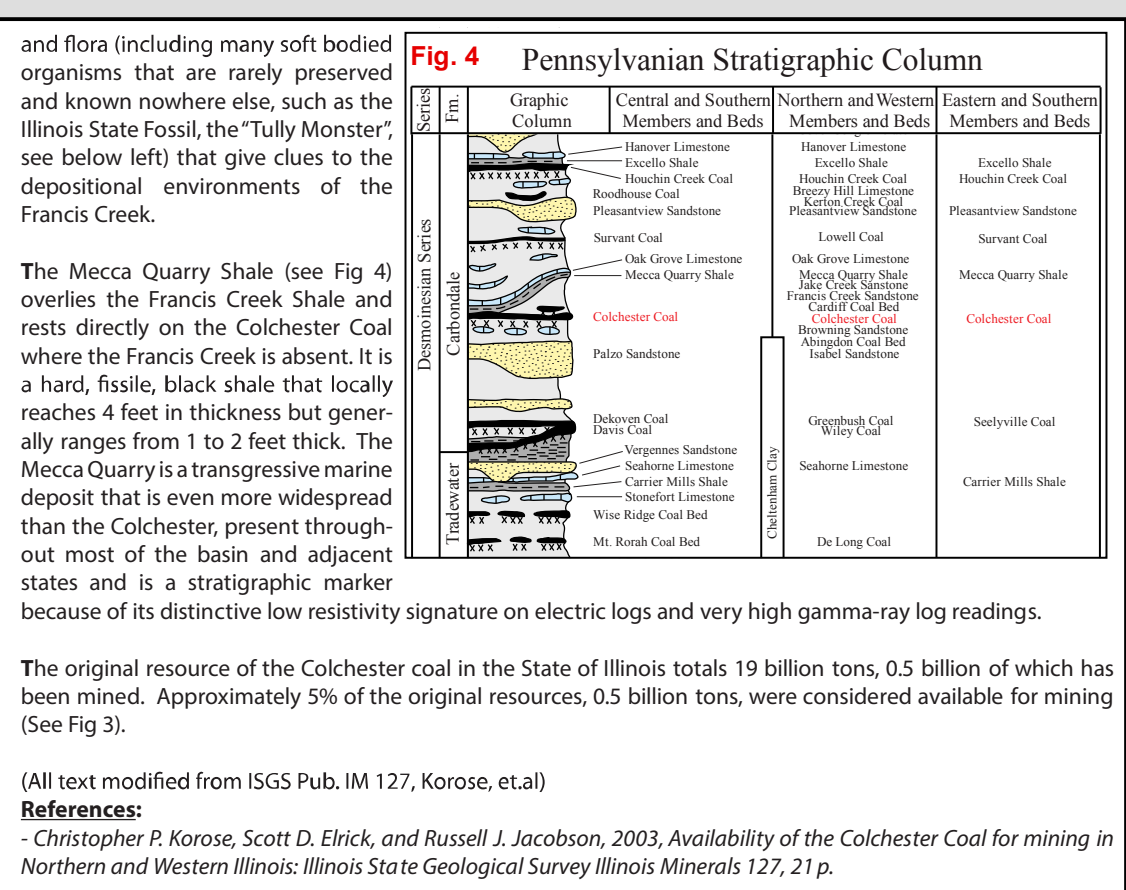 and flora (including many soft bodied
organisms that are rarely preserved
and known nowhere else, such as the
Illinois State Fossil, the “Tully Monster”,
see below left) that give clues to the
depositional environments of the
Francis Creek.
The Mecca Quarry Shale (see Fig 4)
overlies the Francis Creek Shale and
rests directly on the Colchester Coal
where the Francis Creek is absent. It is
a hard, fissile, black shale that locally
reaches 4 feet in thickness but gener-
ally ranges from 1 to 2 feet thick. The
Mecca Quarry is a transgressive marine
deposit that is even more widespread
than the Colchester, present through-
out most of the basin and adjacent
states and is a stratigraphic marker
because of its distinctive low resistivity signature on electric logs and very high gamma-ray log readings.
Fig. 4 Pennsylvanian Stratigraphic Column
Series
Fm.
Graphic
Column
Central and Southern
Members and Beds
Northern and Western
Members and Beds
Eastern and Southern
Members and Beds
Desmoinesian Series
Carbondale
Tradewater
Hanover Limestone
Excello Shale
Houchin Creek Coal
Roodhouse Coal
Pleasantview Sandstone
Survant Coal
Oak Grove Limestone
Mecca Quarry Shale
Colchester Coal
Palzo Sandstone
Dekoven Coal
Davis Coal
Vergennes Sandstone
Seahorne Limestone
Carrier Mills Shale
Stonefort Limestone
Wise Ridge Coal Bed
Mt. Rorah Coal Bed
Cheltenham Clay
Hanover Limestone
Excello Shale
Houchin Creek Coal
Breezy Hill Limestone
Kerton Creek Coal
Pleasantview Sandstone
Lowell Coal
Oak Grove Limestone
Mecca Quarry Shale
Jake Creek Sanstone
Francis Creek Sandstone
Cardiff Coal Bed
Colchester Coal
Browning Sandstone
Abingdon Coal Bed
Isabel Sandstone
Greenbush Coal
Wiley Coal
Seahorne Limestone
De Long Coal
Excello Shale
Houchin Creek Coal
Pleasantview Sandstone
Survant Coal
Mecca Quarry Shale
Colchester Coal
Seelyville Coal
Carrier Mills Shale
The original resource of the Colchester coal in the State of Illinois totals 19 billion tons, 0.5 billion of which has
been mined. Approximately 5% of the original resources, 0.5 billion tons, were considered available for mining
(See Fig 3).
(All text modified from ISGS Pub. IM 127, Korose, et.al)
References:
- Christopher P. Korose, Scott D. Elrick, and Russell J. Jacobson, 2003, Availability of the Colchester Coal for mining in
Northern and Western Illinois: Illinois State Geological Survey Illinois Minerals 127, 21 p.